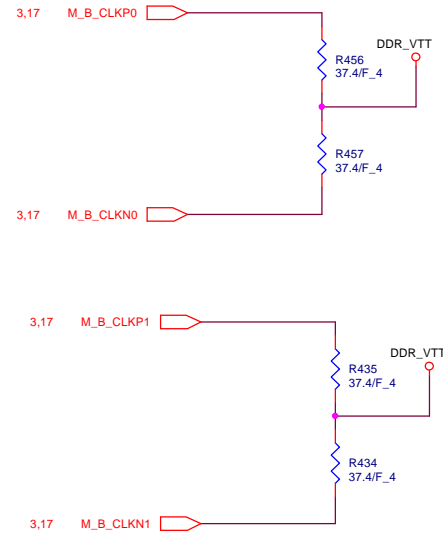 3,17 M_B_CLKP0
DDR_VTT
R456
37.4/F_4
R457
37.4/F_4
3,17 M_B_CLKN0
3,17 M_B_CLKP1
DDR_VTT
R435
37.4/F_4
R434
37.4/F_4
3,17 M_B_CLKN1